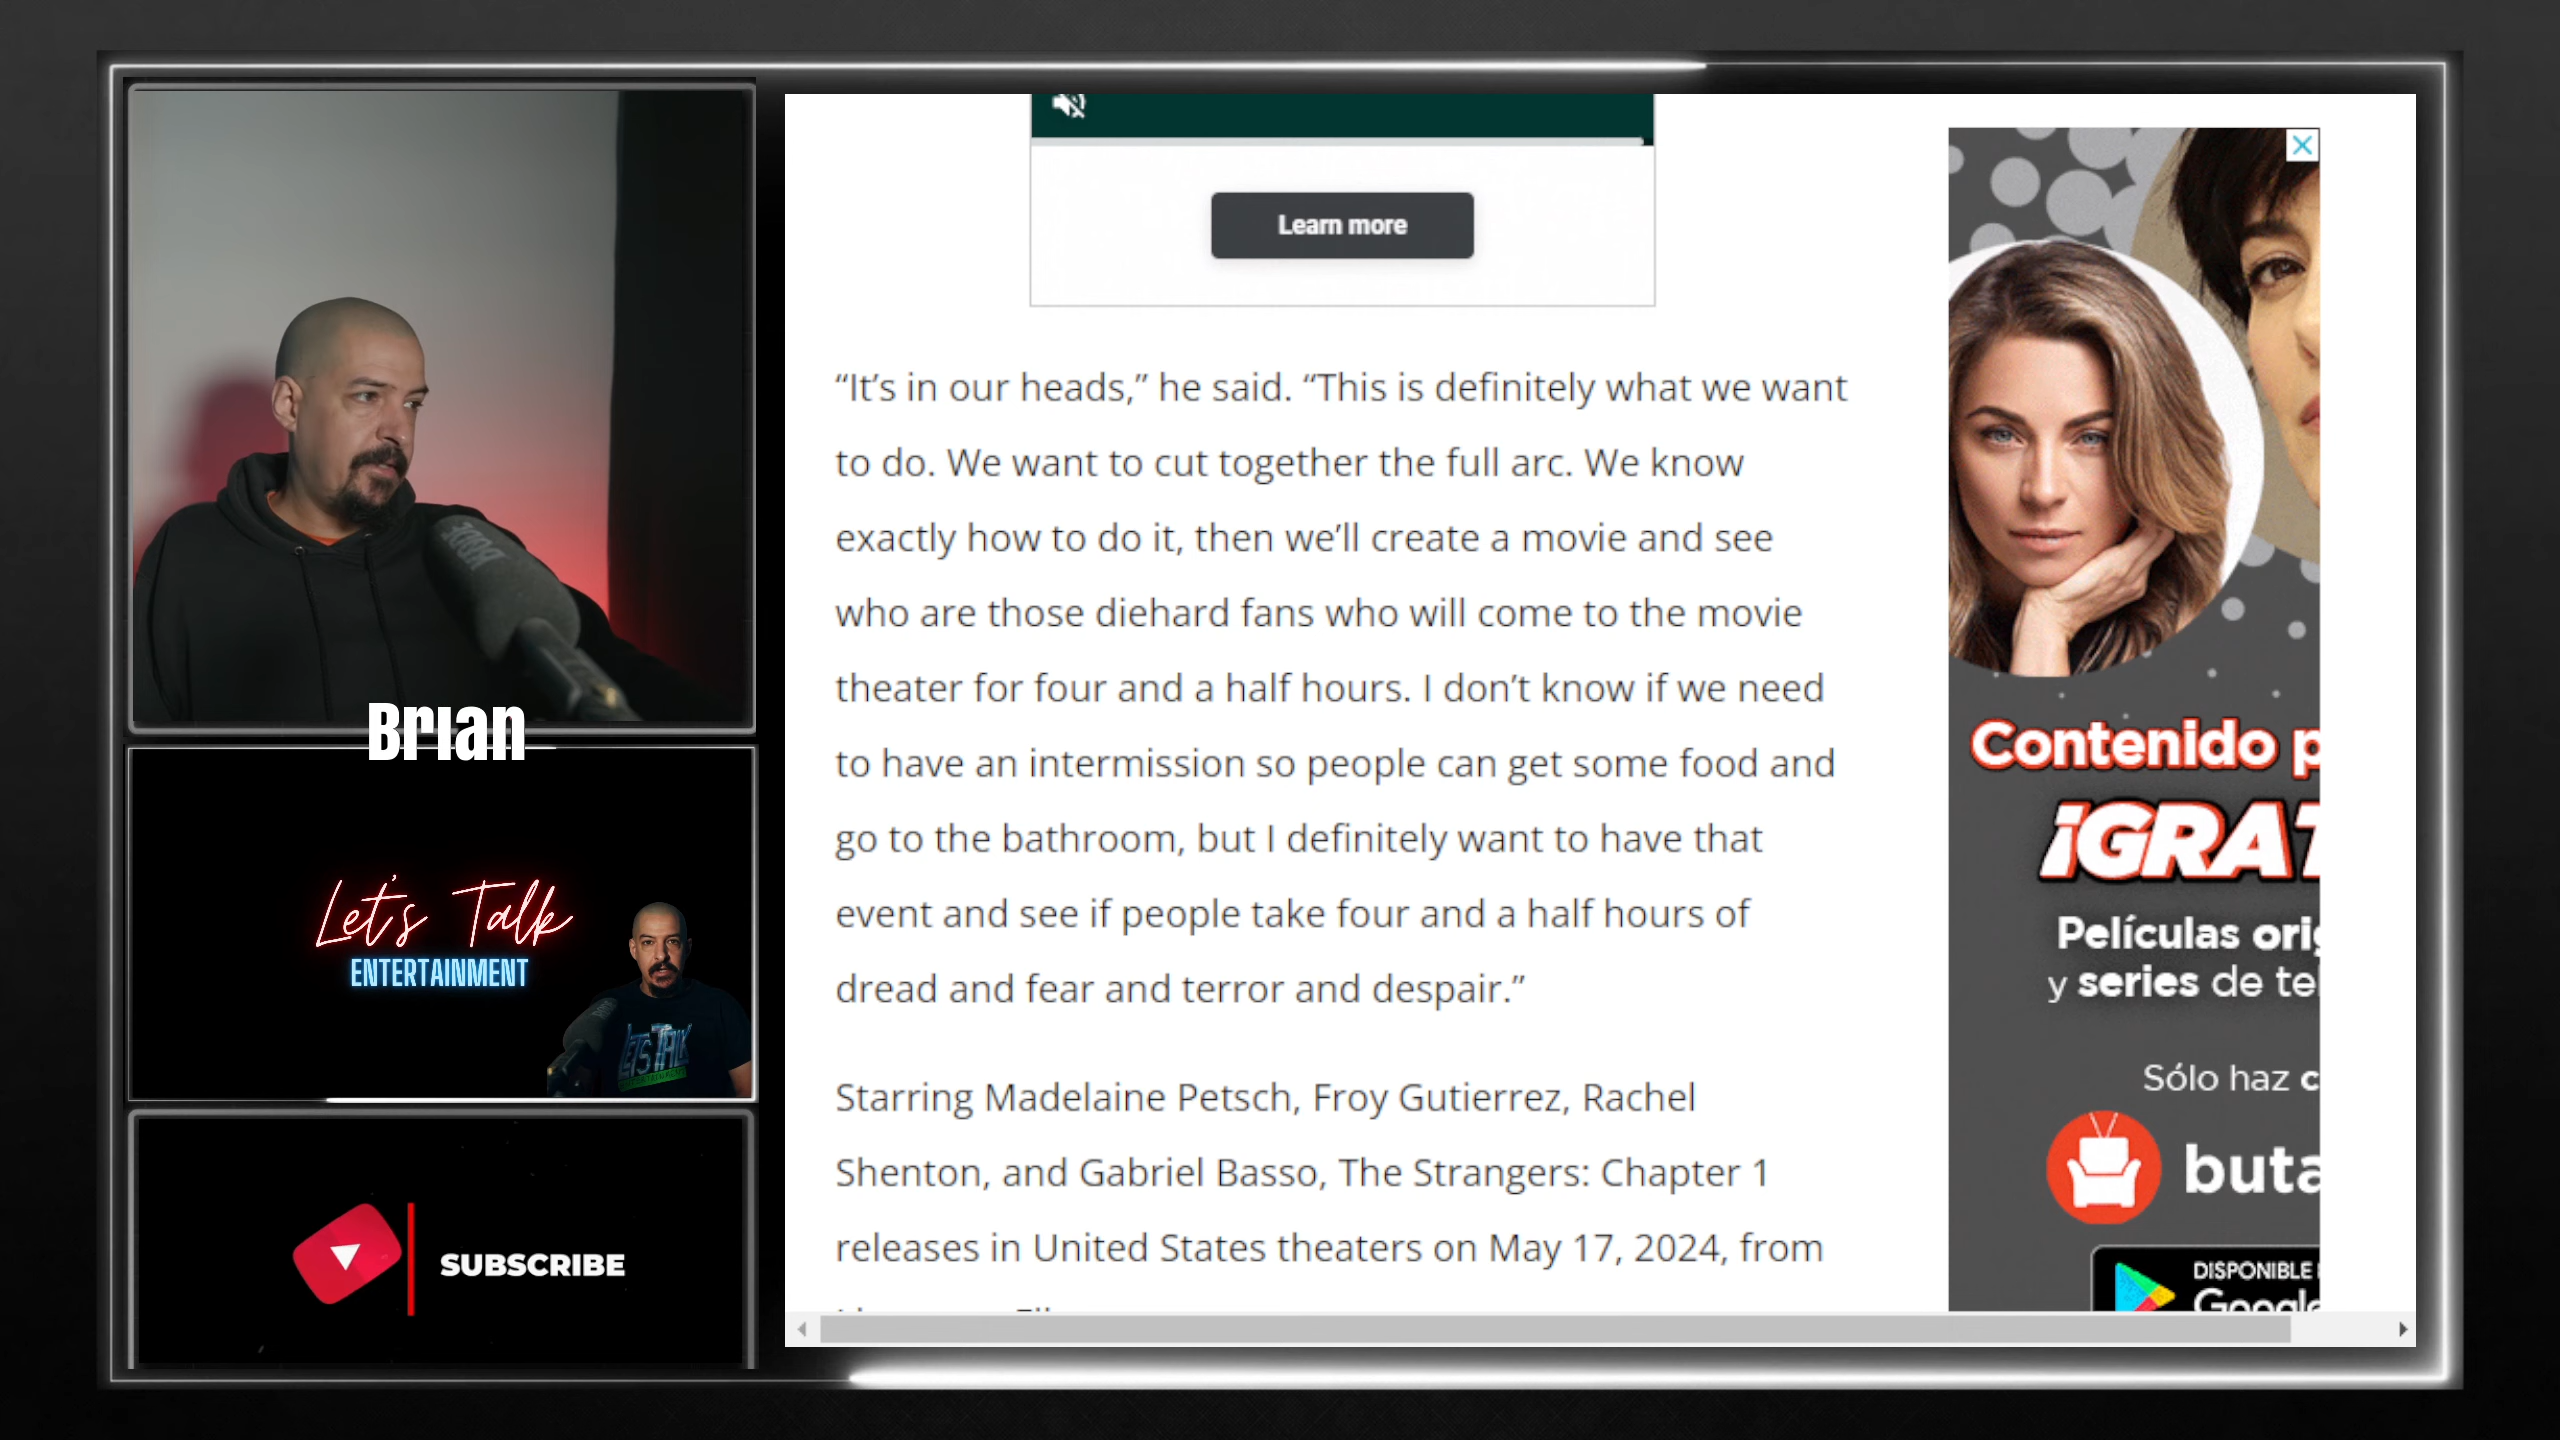 Brian
Let's Talk
ENTERTAINMENT
LET'S TALK
SUBSCRIBE
Learn more
“It’s in our heads,” he said. “This is definitely what we want
to do. We want to cut together the full arc. We know
exactly how to do it, then we’ll create a movie and see
who are those diehard fans who will come to the movie
theater for four and a half hours. I don’t know if we need
to have an intermission so people can get some food and
go to the bathroom, but I definitely want to have that
event and see if people take four and a half hours of
dread and fear and terror and despair.”
Starring Madelaine Petsch, Froy Gutierrez, Rachel
Shenton, and Gabriel Basso, The Strangers: Chapter 1
releases in United States theaters on May 17, 2024, from
Contenido p
¡GRAT
Películas orig
y series de tel
Sólo haz c
buta
DISPONIBLE
Google